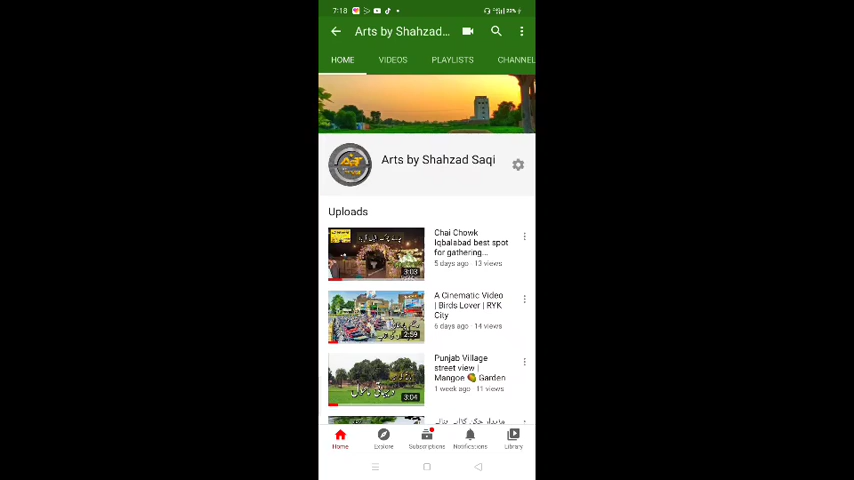 7:18
22%
Arts by Shahzad...
HOME
VIDEOS
PLAYLISTS
CHANNEL
ART
Arts by Shahzad Saqi
Uploads
3:03
Chai Chowk
Iqbalabad best spot
for gathering...
5 days ago · 13 views
2:59
A Cinematic Video
| Birds Lover | RYK
City
6 days ago · 14 views
3:04
Punjab Village
street view |
Mangoe 🥭 Garden
1 week ago · 11 views
Home
Explore
Subscriptions
Notifications
Library